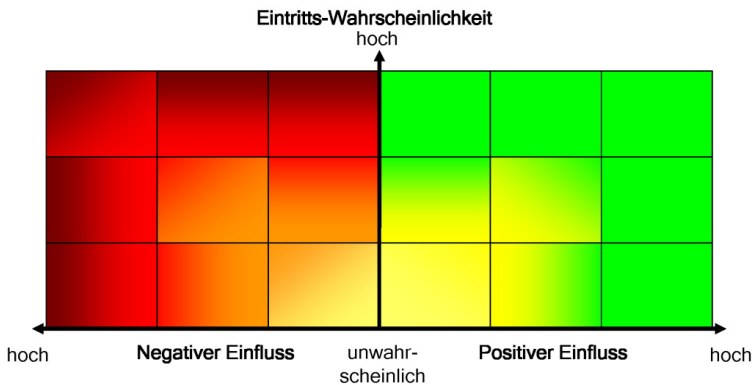 Eintritts-Wahrscheinlichkeit
hoch
hoch
Negativer Einfluss
unwahr-
scheinlich
Positiver Einfluss
hoch